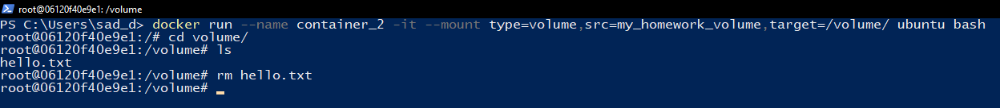 root@06120f40e9e1: /volume
PS C:\Users\sad_d> docker run --name container_2 -it --mount type=volume,src=my_homework_volume,target=/volume/ ubuntu bash
root@06120f40e9e1:/# cd volume/
root@06120f40e9e1:/volume# ls
hello.txt
root@06120f40e9e1:/volume# rm hello.txt
root@06120f40e9e1:/volume#